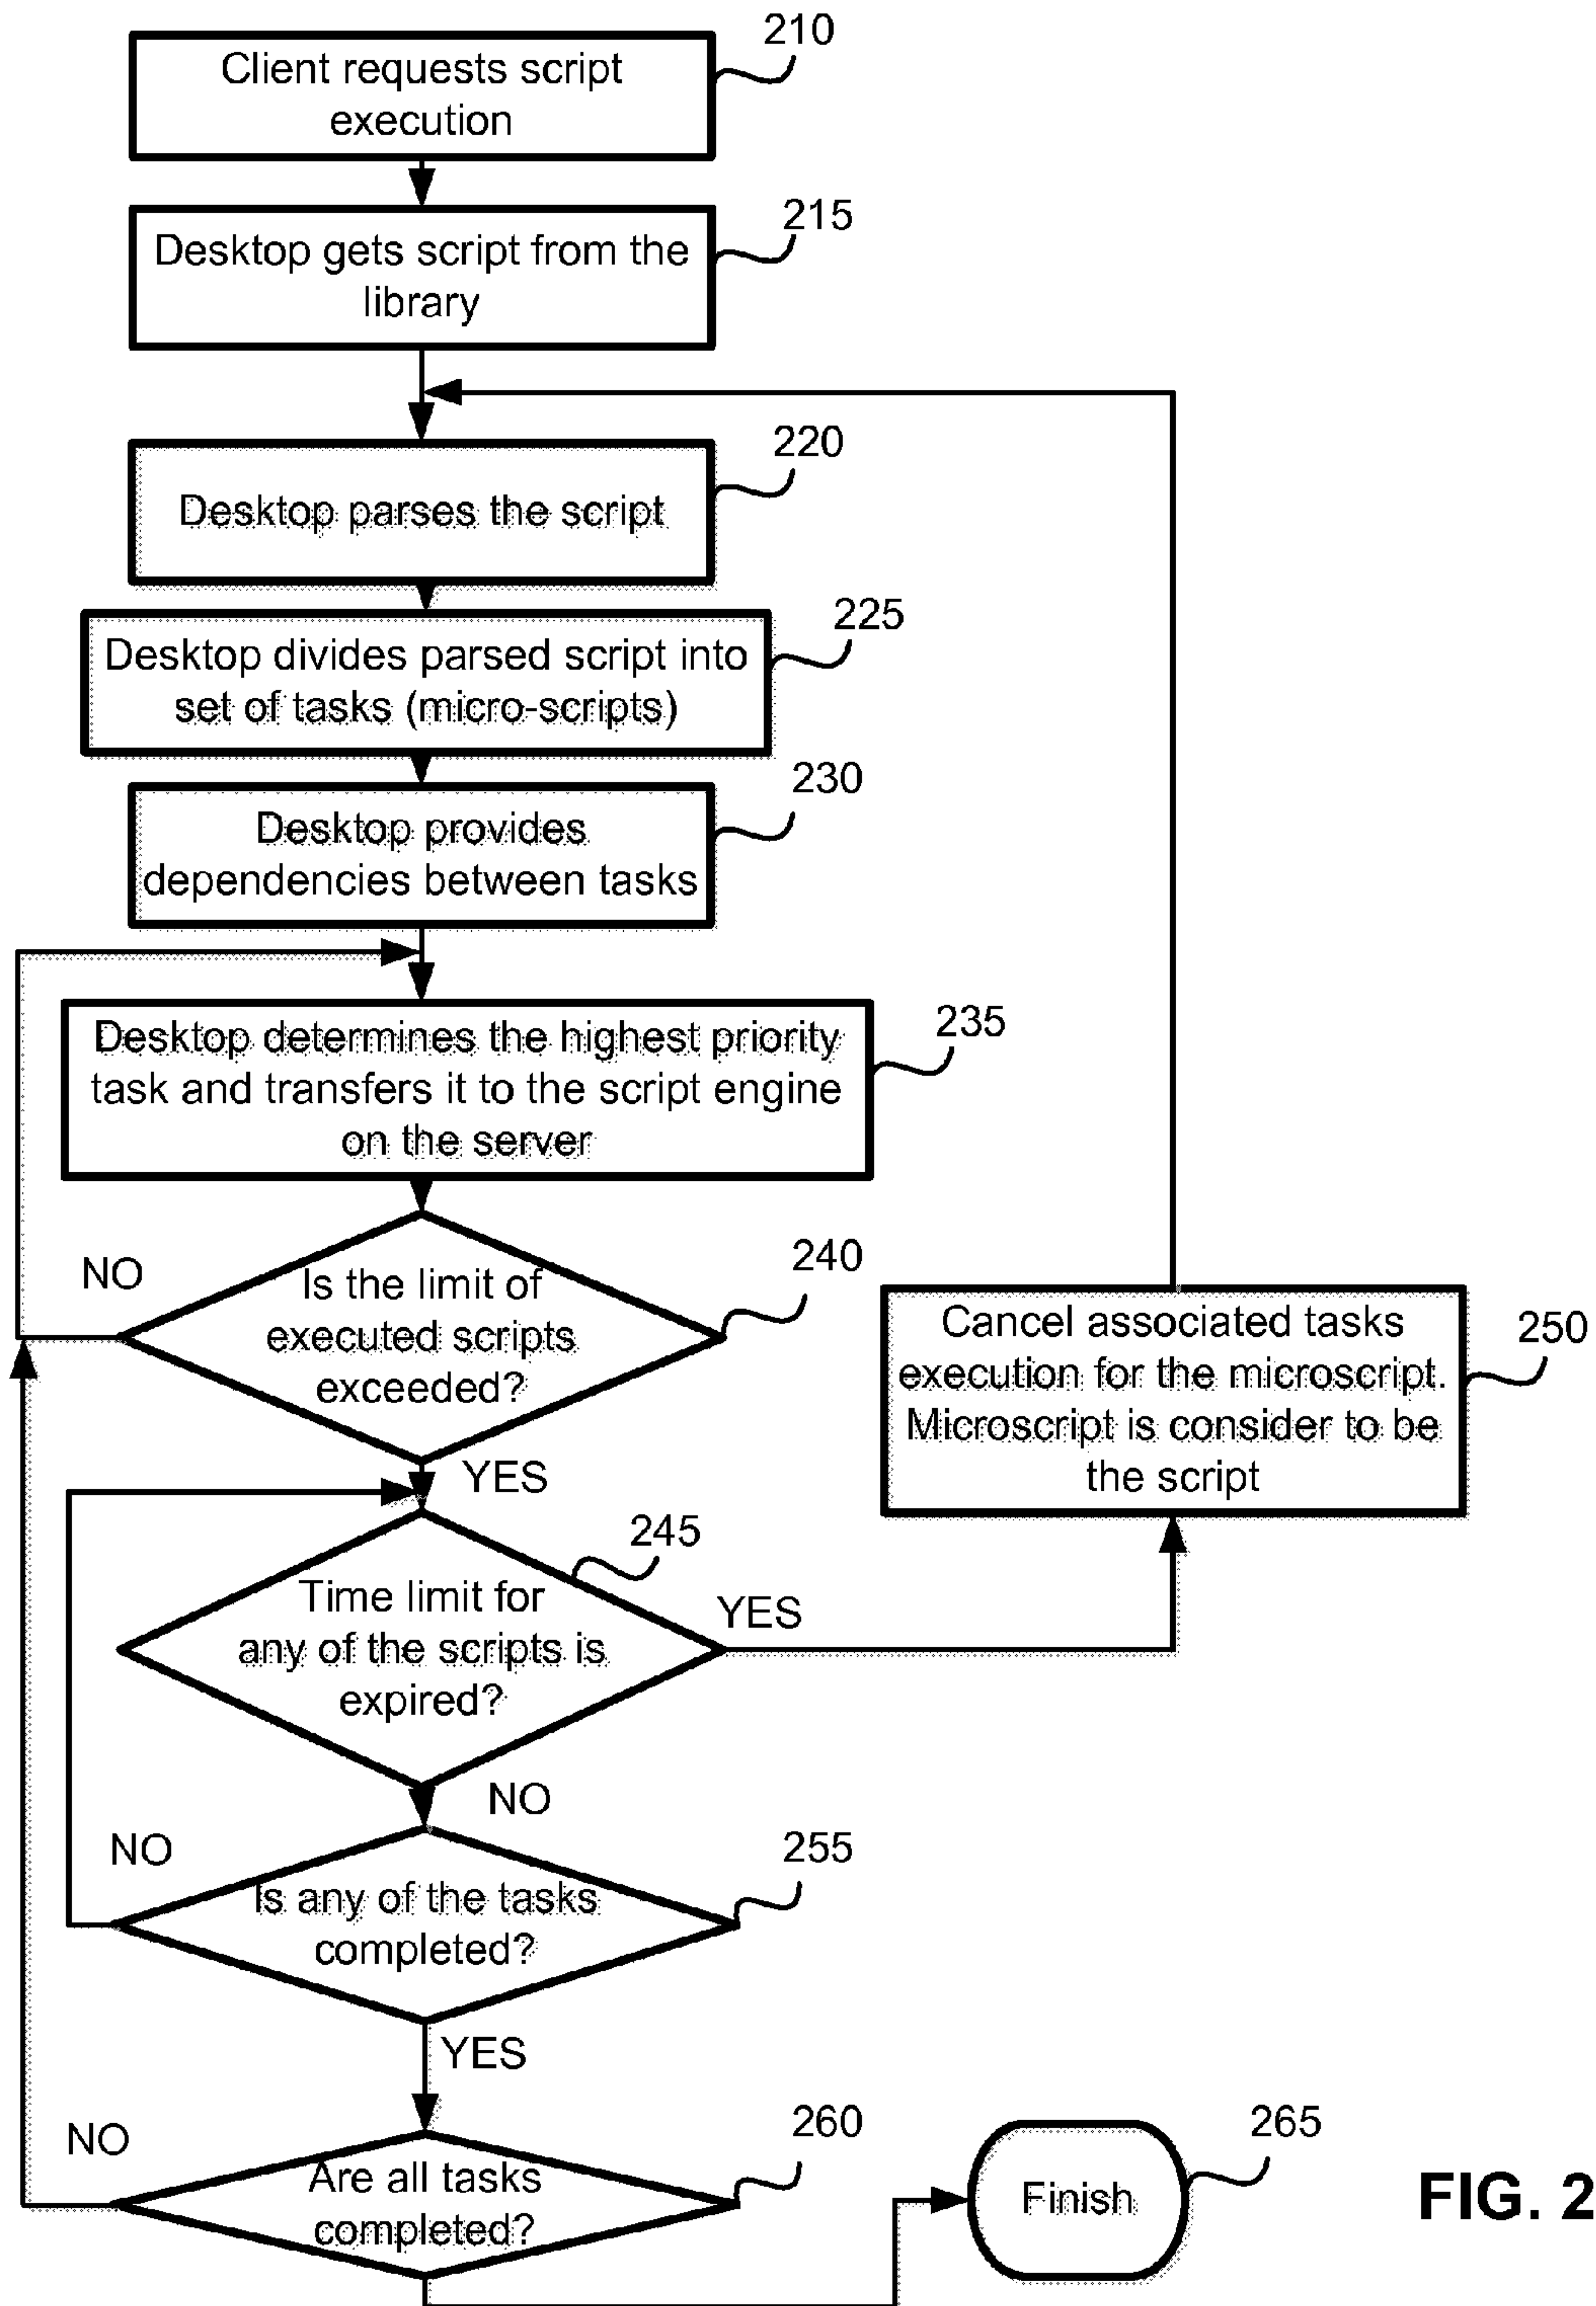 210
Client requests script
execution
215
Desktop gets script from the
library
220
Desktop parses the script
225
Desktop divides parsed script into
set of tasks (micro-scripts)
230
Desktop provides
dependencies between tasks
235
Desktop determines the highest priority
task and transfers it to the script engine
on the server
240
NO
Is the limit of
executed scripts
exceeded?
YES
250
Cancel associated tasks
execution for the microscript.
Microscript is consider to be
the script
245
Time limit for
any of the scripts is
expired?
YES
NO
255
NO
Is any of the tasks
completed?
YES
260
NO
Are all tasks
completed?
265
Finish
FIG. 2